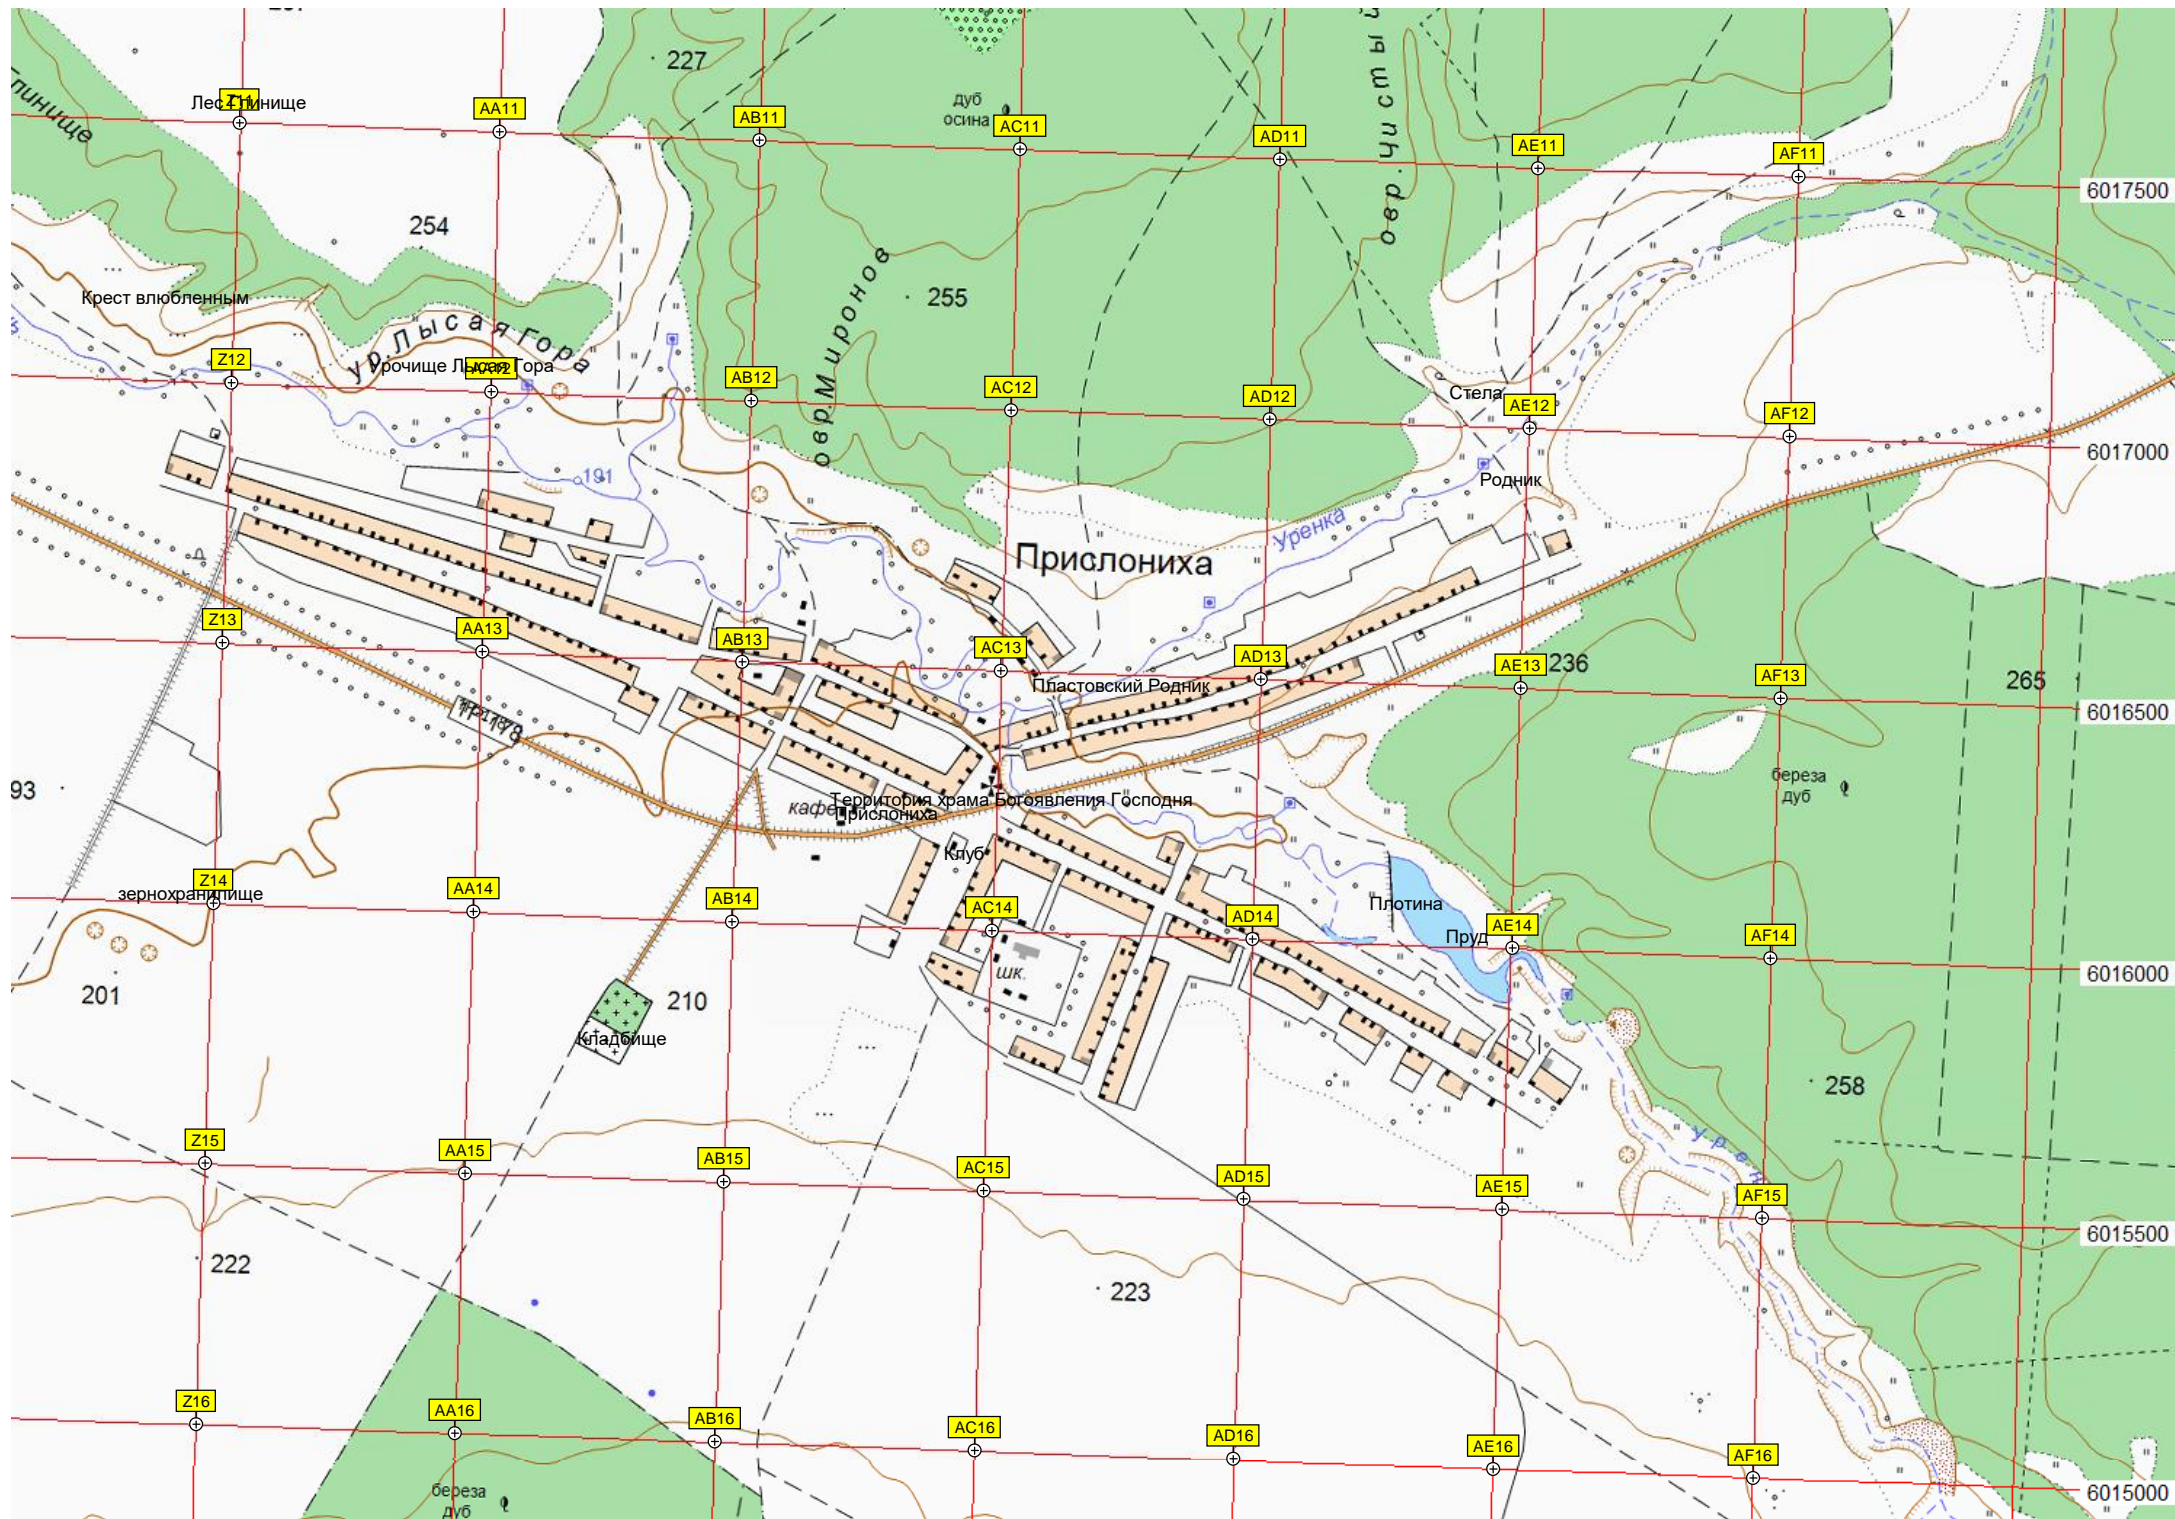 227
дуб
осина
овр. Чисты
Лес Глинище
Z11
AA11
AB11
AC11
AD11
AE11
AF11
линище
6017500
254
255
овр. Миронов
Крест влюбленным
ур. Лысая Гора
Урочище Лысая Гора
Z12
AA12
AB12
AC12
AD12
Стела
AE12
AF12
6017000
191
Родник
Уренка
Прислониха
Z13
AA13
AB13
AC13
AD13
AE13
236
AF13
265
Пластовский Родник
6016500
93
береза
дуб
кафе
Территория храма Богоявления Господня
Прислониха
Клуб
Z14
зернохранилище
AA14
AB14
AC14
AD14
Плотина
Пруд
AE14
AF14
6016000
шк.
201
210
Кладбище
258
Z15
AA15
AB15
AC15
AD15
AE15
AF15
6015500
222
223
Z16
AA16
AB16
AC16
AD16
AE16
AF16
6015000
береза
дуб